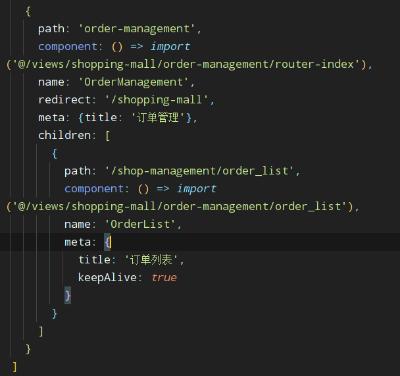 {
path: 'order-management',
component: () => import
('@/views/shopping-mall/order-management/router-index'),
name: 'OrderManagement',
redirect: '/shopping-mall',
meta: {title: '订单管理'},
children: [
{
path: '/shop-management/order_list',
component: () => import
('@/views/shopping-mall/order-management/order_list'),
name: 'OrderList',
meta: {
title: '订单列表',
keepAlive: true
}
}
]
}
]